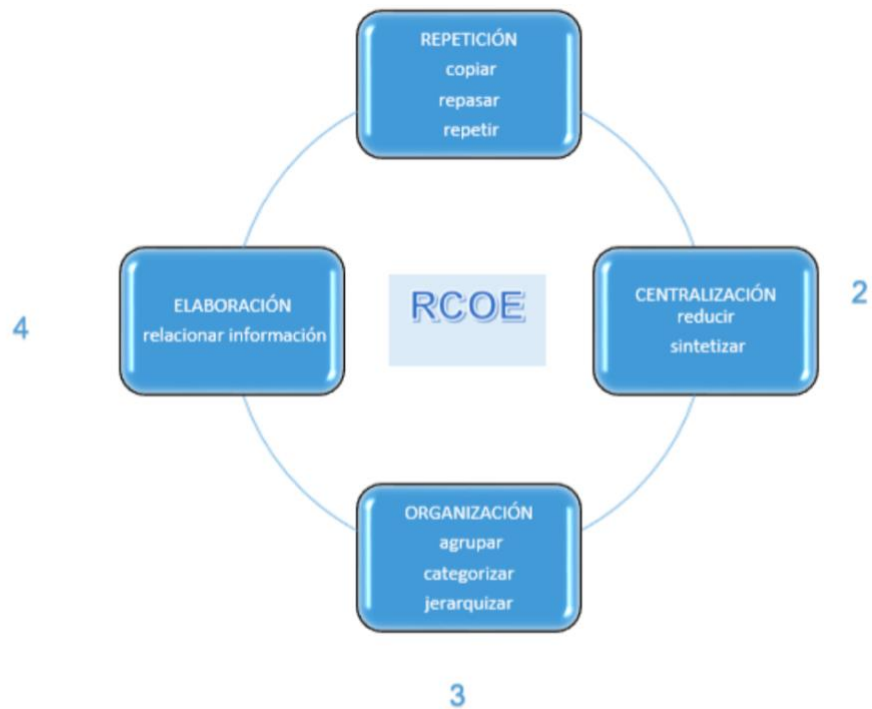 REPETICIÓN
copiar
repasar
repetir
CENTRALIZACIÓN
reducir
sintetizar
2
ORGANIZACIÓN
agrupar
categorizar
jerarquizar
3
ELABORACIÓN
relacionar información
4
RCOE